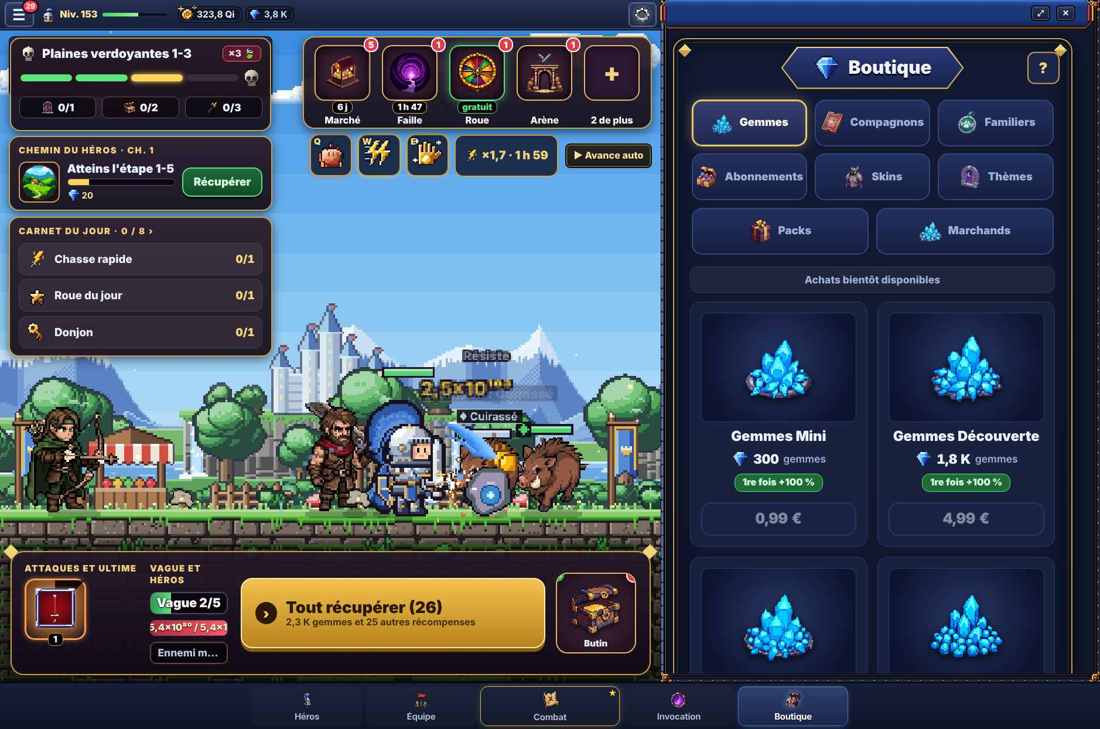 29
Niv. 153
323,8 Qi
3,8 K
Plaines verdoyantes 1-3
×3
0/1
0/2
0/3
CHEMIN DU HÉROS · CH. 1
Atteins l'étape 1-5
20
Récupérer
CARNET DU JOUR · 0 / 8 ›
Chasse rapide
0/1
Roue du jour
0/1
Donjon
0/1
5
6 j
Marché
1
1 h 47
Faille
1
gratuit
Roue
1
Arène
+
2 de plus
Q
W
E
×1,7 · 1 h 59
▶ Avance auto
Résiste
Cuirassé
ATTAQUES ET ULTIME
1
VAGUE ET
HÉROS
Vague 2/5
Ennemi m...
Tout récupérer (26)
2,3 K gemmes et 25 autres récompenses
Butin
Héros
Équipe
Combat
Invocation
Boutique
Boutique
?
Gemmes
Compagnons
Familiers
Abonnements
Skins
Thèmes
Packs
Marchands
Achats bientôt disponibles
Gemmes Mini
300 gemmes
1re fois +100 %
0,99 €
Gemmes Découverte
1,8 K gemmes
1re fois +100 %
4,99 €